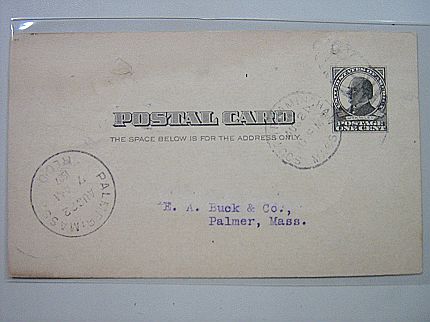 POSTAL CARD
THE SPACE BELOW IS FOR THE ADDRESS ONLY.
POSTAGE
ONE CENT
PALMER, MASS.
REC'D
E. A. Buck & Co.,
Palmer, Mass.